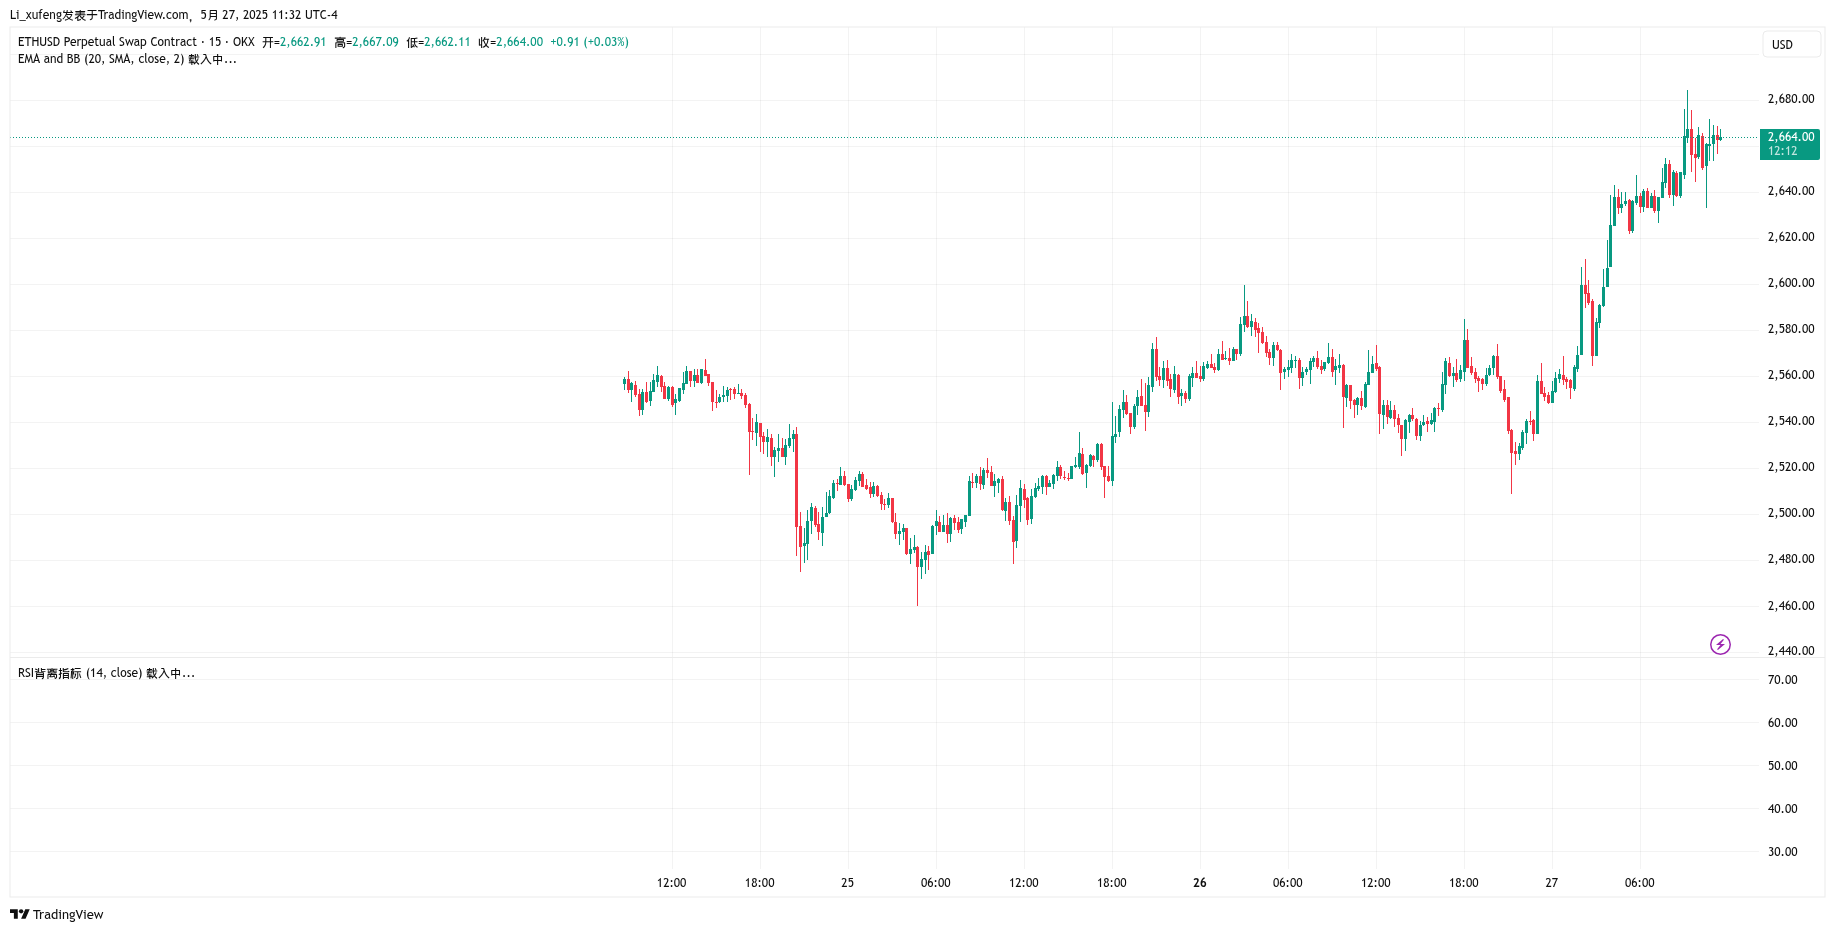 Li_xufeng发表于TradingView.com, 5月 27, 2025 11:32 UTC-4
ETHUSD Perpetual Swap Contract · 15 · OKX 开=2,662.91 高=2,667.09 低=2,662.11 收=2,664.00 +0.91 (+0.03%)
EMA and BB (20, SMA, close, 2) 载入中...
USD
2,680.00
2,664.00
12:12
2,640.00
2,620.00
2,600.00
2,580.00
2,560.00
2,540.00
2,520.00
2,500.00
2,480.00
2,460.00
2,440.00
RSI背离指标 (14, close) 载入中...
70.00
60.00
50.00
40.00
30.00
12:00 18:00 25 06:00 12:00 18:00 26 06:00 12:00 18:00 27 06:00
TradingView